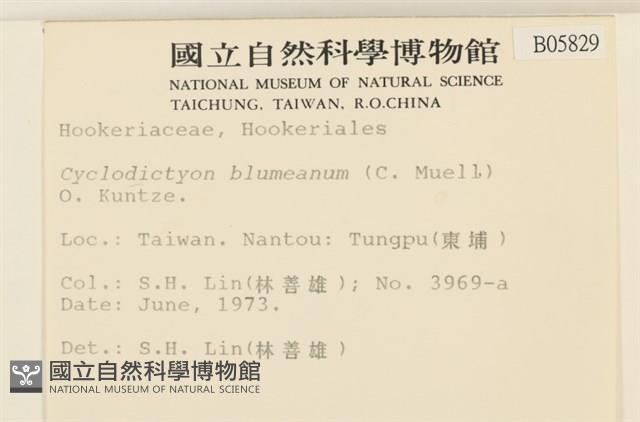 國立自然科學博物館
B05829
NATIONAL MUSEUM OF NATURAL SCIENCE
TAICHUNG, TAIWAN, R.O.CHINA
Hookeriaceae, Hookeriales
Cyclodictyon blumeanum (C. Muell)
O. Kuntze.
Loc.: Taiwan. Nantou: Tungpu(東埔)
Col.: S.H. Lin(林善雄); No. 3969-a
Date: June, 1973.
Det.: S.H. Lin(林善雄)
國立自然科學博物館
NATIONAL MUSEUM OF NATURAL SCIENCE